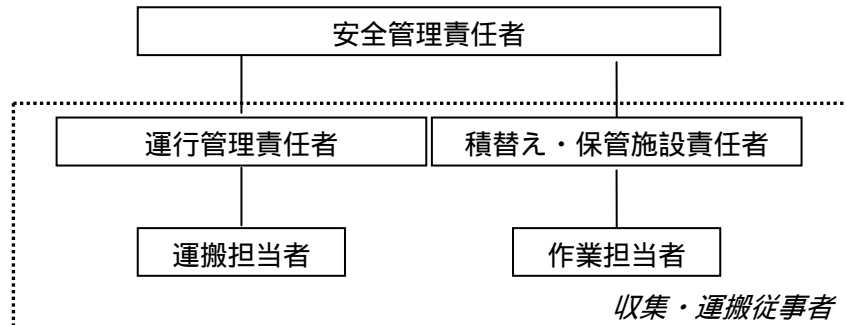 安全管理責任者
運行管理責任者
積替え・保管施設責任者
運搬担当者
作業担当者
収集・運搬従事者